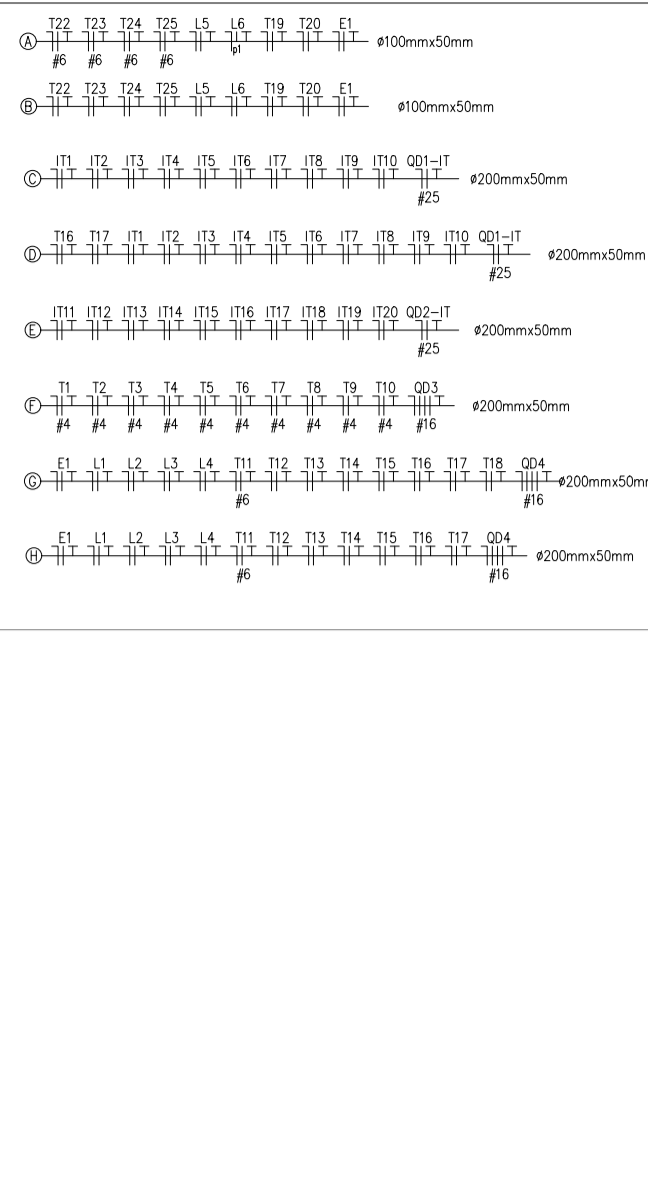 T22 T23 T24 T25 L5 L6 T19 T20 E1
A ø100mmx50mm
#6 #6 #6 #6 p1
T22 T23 T24 T25 L5 L6 T19 T20 E1
B ø100mmx50mm
IT1 IT2 IT3 IT4 IT5 IT6 IT7 IT8 IT9 IT10 QD1-IT
C ø200mmx50mm
#25
T16 T17 IT1 IT2 IT3 IT4 IT5 IT6 IT7 IT8 IT9 IT10 QD1-IT
D ø200mmx50mm
#25
IT11 IT12 IT13 IT14 IT15 IT16 IT17 IT18 IT19 IT20 QD2-IT
E ø200mmx50mm
#25
T1 T2 T3 T4 T5 T6 T7 T8 T9 T10 QD3
F ø200mmx50mm
#4 #4 #4 #4 #4 #4 #4 #4 #4 #4 #16
E1 L1 L2 L3 L4 T11 T12 T13 T14 T15 T16 T17 T18 QD4
G ø200mmx50mm
#6 #16
E1 L1 L2 L3 L4 T11 T12 T13 T14 T15 T16 T17 QD4
H ø200mmx50mm
#6 #16